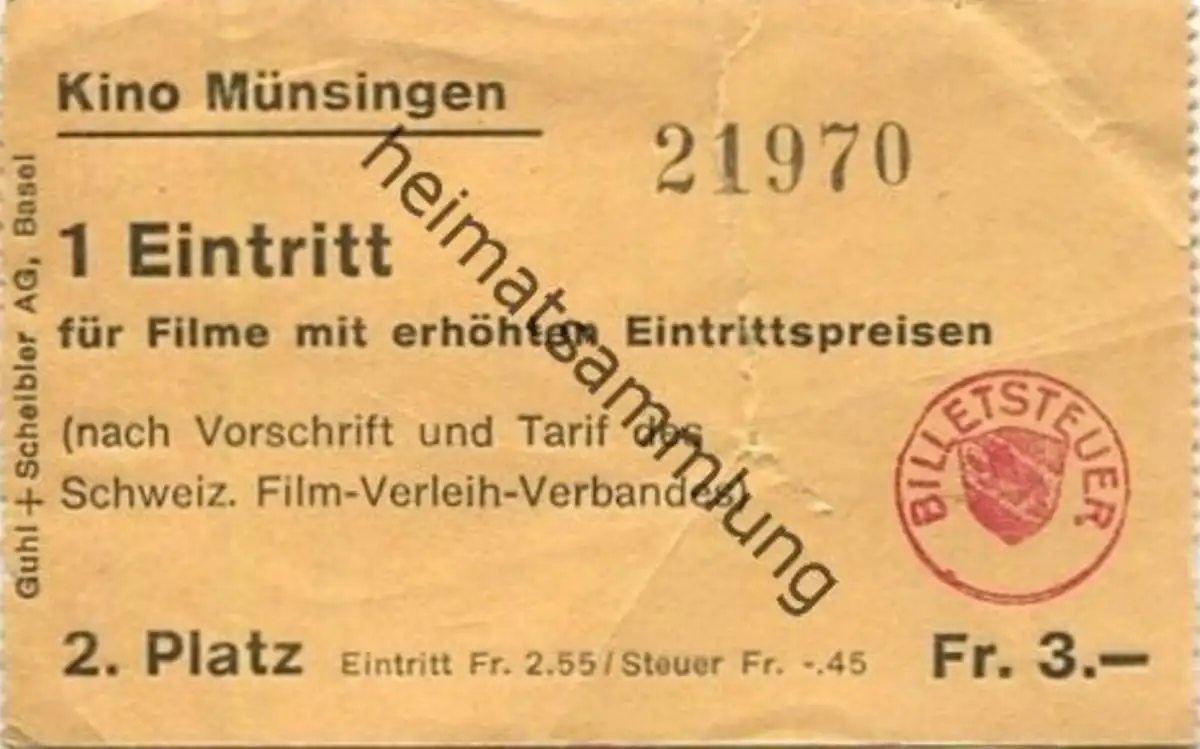 Kino Münsingen
21970
1 Eintritt
für Filme mit erhöhten Eintrittspreisen
(nach Vorschrift und Tarif des
Schweiz. Film-Verleih-Verbandes)
BILLETSTEUER
2. Platz Eintritt Fr. 2.55/Steuer Fr. -.45 Fr. 3.—
Guhl+Scheibler AG, Basel
heimatsammlung